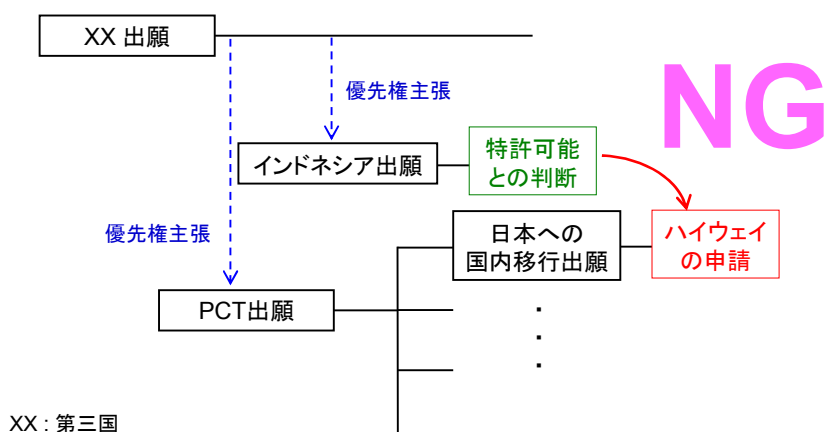 XX 出願
NG
優先権主張
インドネシア出願
特許可能
との判断
優先権主張
日本への
国内移行出願
ハイウェイ
の申請
PCT出願
・
・
・
XX : 第三国